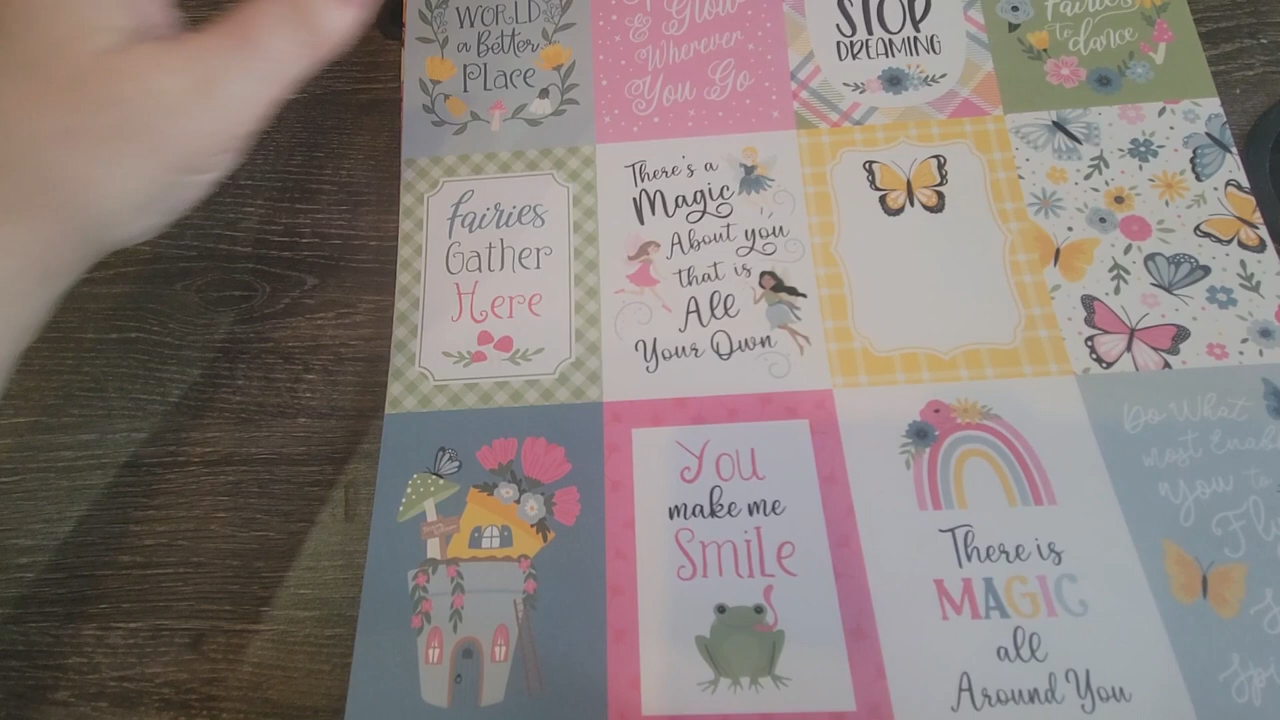 WORLD
a Better
Place
& Glow
Wherever
You Go
STOP
DREAMING
Fairies
to
dance
fairies
Gather
Here
There's a
Magic
About you
that is
All
Your Own
You
make me
Smile
There is
MAGIC
all
Around You
Do What
most
You to